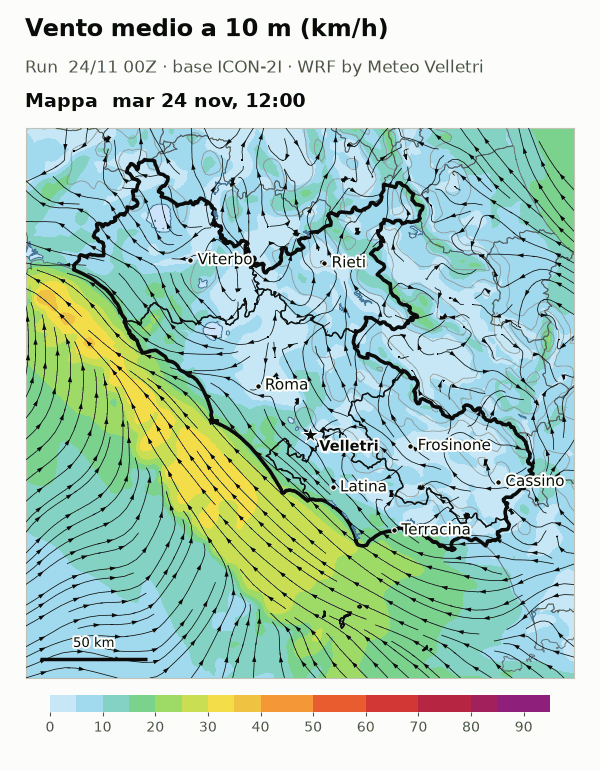 Vento medio a 10 m (km/h)
Run  24/11 00Z · base ICON-2I · WRF by Meteo Velletri
Mappa  mar 24 nov, 12:00
Viterbo
Rieti
Roma
Velletri
Frosinone
Cassino
Latina
Terracina
50 km
0 10 20 30 40 50 60 70 80 90